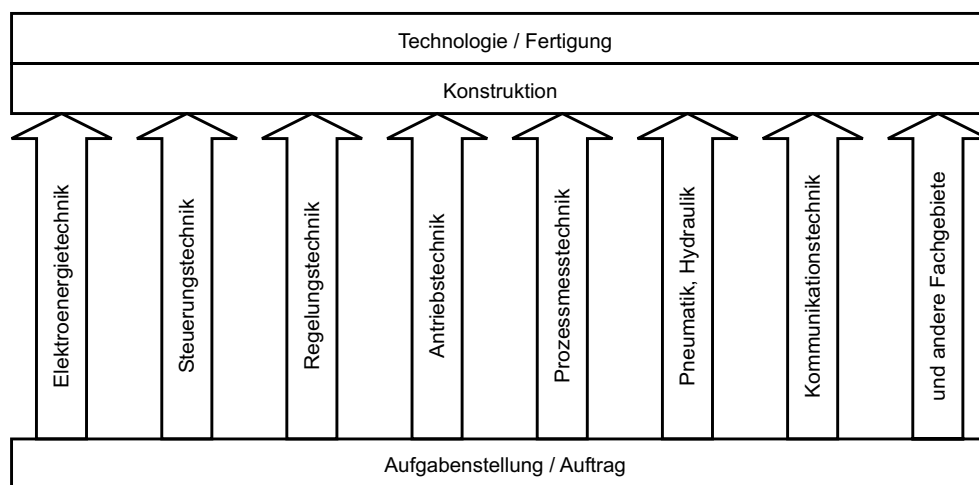 Technologie / Fertigung
Konstruktion
Elektroenergietechnik
Steuerungstechnik
Regelungstechnik
Antriebstechnik
Prozessmesstechnik
Pneumatik, Hydraulik
Kommunikationstechnik
und andere Fachgebiete
Aufgabenstellung / Auftrag